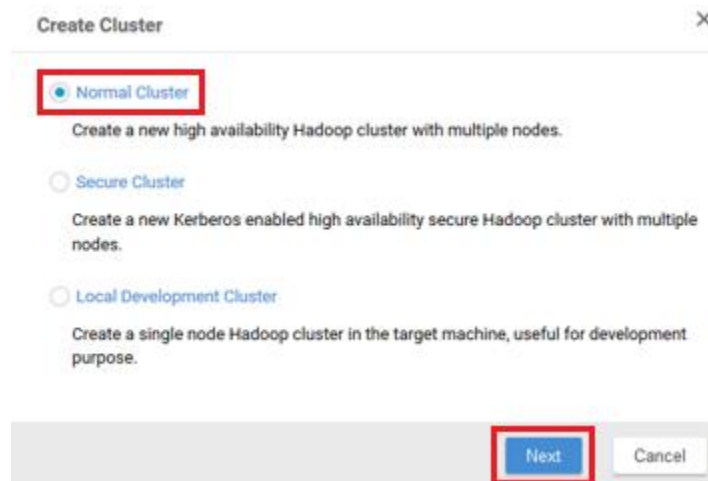 Create Cluster
Normal Cluster
Create a new high availability Hadoop cluster with multiple nodes.
Secure Cluster
Create a new Kerberos enabled high availability secure Hadoop cluster with multiple
nodes.
Local Development Cluster
Create a single node Hadoop cluster in the target machine, useful for development
purpose.
Next
Cancel